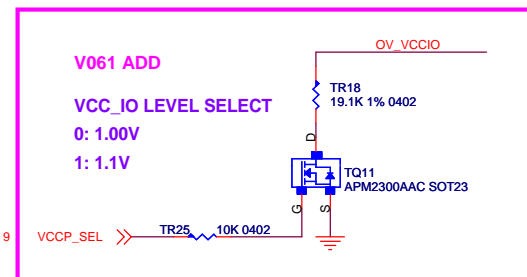 OV_VCCIO
V061 ADD
TR18
19.1K 1% 0402
VCC_IO LEVEL SELECT
0: 1.00V
1: 1.1V
D
TQ11
APM2300AAC SOT23
G
S
9
VCCP_SEL
TR25
10K 0402